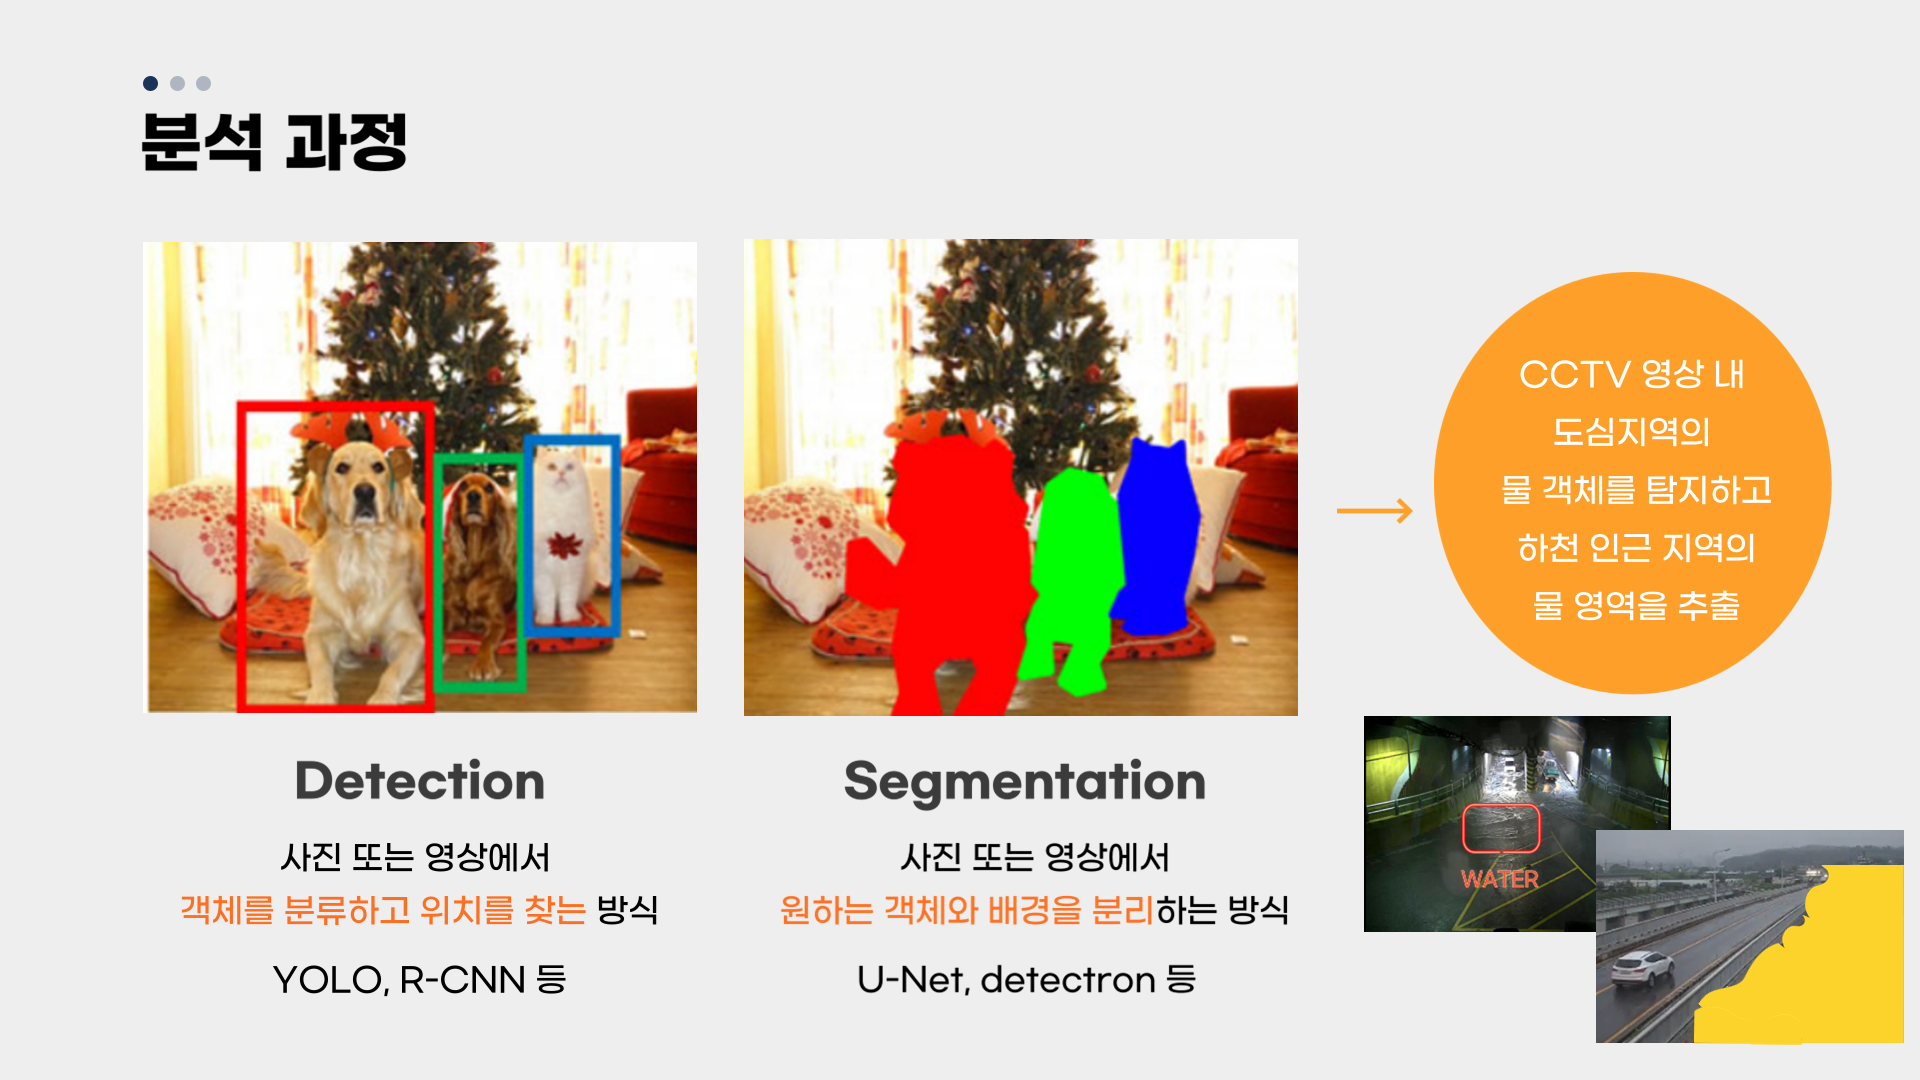 분석 과정
Detection
사진 또는 영상에서
객체를 분류하고 위치를 찾는 방식
YOLO, R-CNN 등
Segmentation
사진 또는 영상에서
원하는 객체와 배경을 분리하는 방식
U-Net, detectron 등
CCTV 영상 내
도심지역의
물 객체를 탐지하고
하천 인근 지역의
물 영역을 추출
WATER